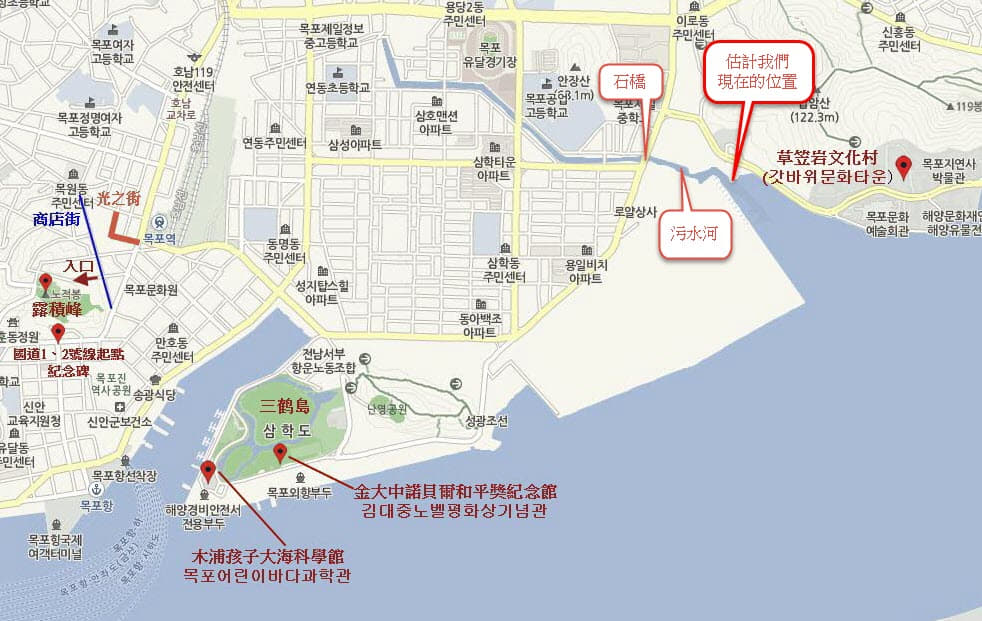 용당2동
주민센터
이로동
주민센터
신흥동
주민센터
목포제일정보
중고등학교
목포여자
고등학교
목포
유달경기장
호남119
안전센터
호남
교차로
연동초등학교
안장산
(68.1m)
목포공립
고등학교
石橋
估計我們
現在的位置
(122.3m)
119봉
목포정명여자
고등학교
삼호맨션
아파트
연동주민센터
삼성아파트
삼학타운
아파트
중학교
草笠岩文化村
(갓바위문화타운)
목포자연사
박물관
목원동
주민센터
光之街
商店街
목포역
로얄상사
污水河
목포문화
예술회관
해양문화재연
해양유물전
동명동
주민센터
삼학동
주민센터
용일비치
아파트
入口
노적봉
露積峰
목포문화원
성지탑스힐
아파트
동아백조
아파트
훈동정원
國道1、2號線起點
紀念碑
만호동
주민센터
전남서부
항운노동조합
목포진
역사공원
송광식당
신안
교육지원청
신안군보건소
三鶴島
삼학도
난영공원
성광조선
유달동
주민센터
목포항선착장
목포항
목포외항부두
金大中諾貝爾和平獎紀念館
김대중노벨평화상기념관
해양경비안전서
전용부두
목포항국제
여객터미널
木浦孩子大海科學館
목포어린이바다과학관